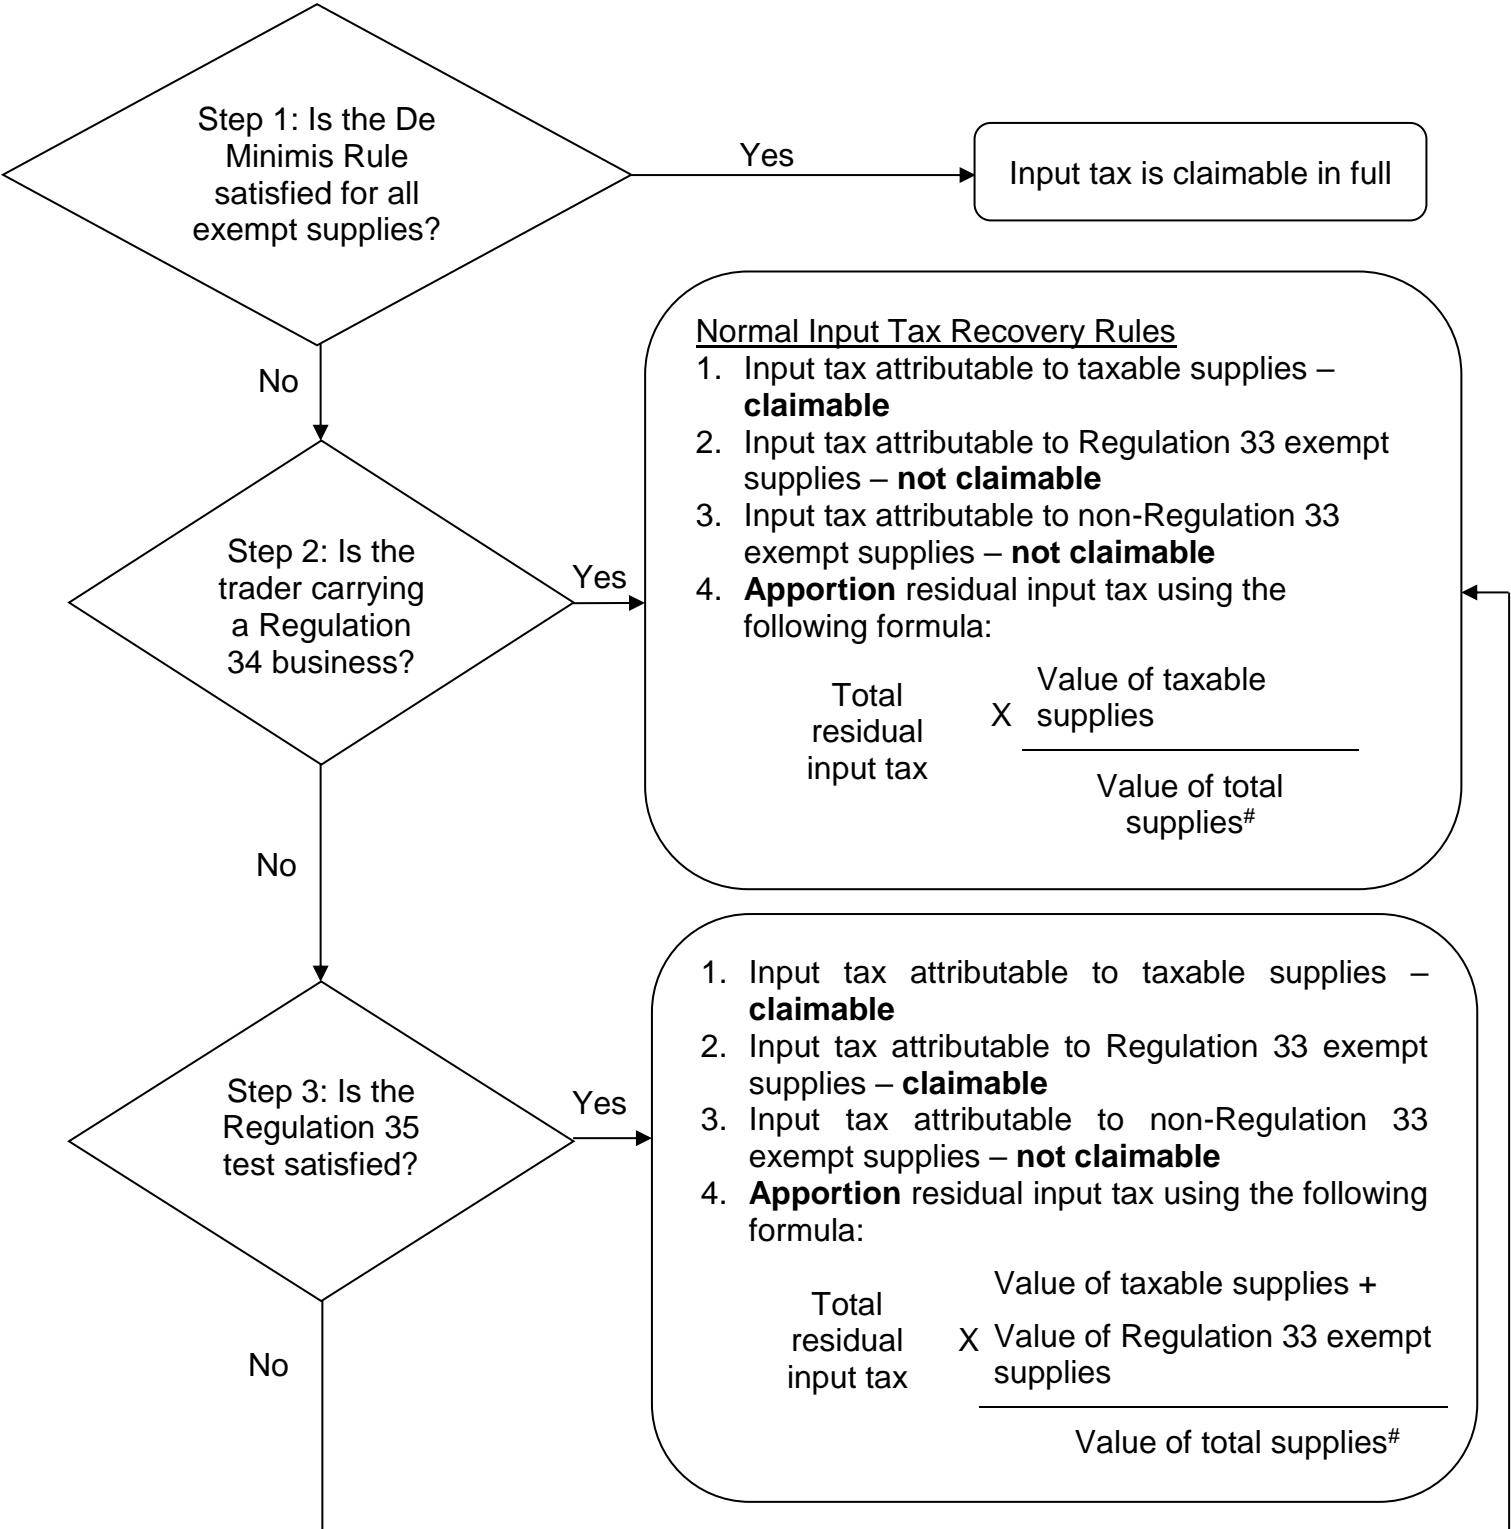 Step 1: Is the De
Minimis Rule
satisfied for all
exempt supplies?
Yes
Input tax is claimable in full
No
Normal Input Tax Recovery Rules
1. Input tax attributable to taxable supplies –
claimable
2. Input tax attributable to Regulation 33 exempt
supplies – not claimable
3. Input tax attributable to non-Regulation 33
exempt supplies – not claimable
4. Apportion residual input tax using the
following formula:
Total
residual
input tax
X
Value of taxable
supplies
Value of total
supplies#
Step 2: Is the
trader carrying
a Regulation
34 business?
Yes
No
Step 3: Is the
Regulation 35
test satisfied?
Yes
1. Input tax attributable to taxable supplies –
claimable
2. Input tax attributable to Regulation 33 exempt
supplies – claimable
3. Input tax attributable to non-Regulation 33
exempt supplies – not claimable
4. Apportion residual input tax using the following
formula:
Total
residual
input tax
X
Value of taxable supplies +
Value of Regulation 33 exempt
supplies
Value of total supplies#
No